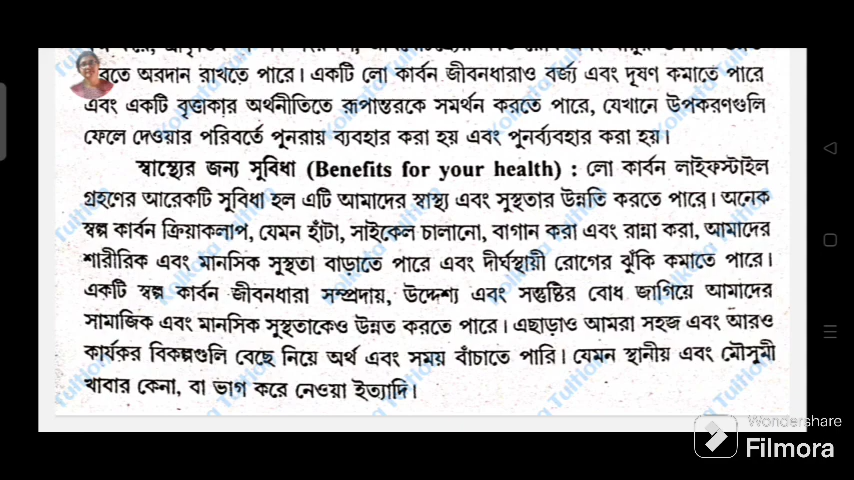 অবদান রাখতে পারে। একটি লো কার্বন জীবনধারাও বর্জ্য এবং দূষণ কমাতে পারে
এবং একটি বৃত্তাকার অর্থনীতিতে রূপান্তরকে সমর্থন করতে পারে, যেখানে উপকরণগুলি
ফেলে দেওয়ার পরিবর্তে পুনরায় ব্যবহার করা হয় এবং পুনর্ব্যবহার করা হয়।
স্বাস্থ্যের জন্য সুবিধা (Benefits for your health) : লো কার্বন লাইফস্টাইল
গ্রহণের আরেকটি সুবিধা হল এটি আমাদের স্বাস্থ্য এবং সুস্থতার উন্নতি করতে পারে। অনেক
স্বল্প কার্বন ক্রিয়াকলাপ, যেমন হাঁটা, সাইকেল চালানো, বাগান করা এবং রান্না করা, আমাদের
শারীরিক এবং মানসিক সুস্থতা বাড়াতে পারে এবং দীর্ঘস্থায়ী রোগের ঝুঁকি কমাতে পারে।
একটি স্বল্প কার্বন জীবনধারা সম্প্রদায়, উদ্দেশ্য এবং সন্তুষ্টির বোধ জাগিয়ে আমাদের
সামাজিক এবং মানসিক সুস্থতাকেও উন্নত করতে পারে। এছাড়াও আমরা সহজ এবং আরও
কার্যকর বিকল্পগুলি বেছে নিয়ে অর্থ এবং সময় বাঁচাতে পারি। যেমন স্থানীয় এবং মৌসুমী
খাবার কেনা, বা ভাগ করে নেওয়া ইত্যাদি।
Kolkata Tuition
Wondershare
Filmora